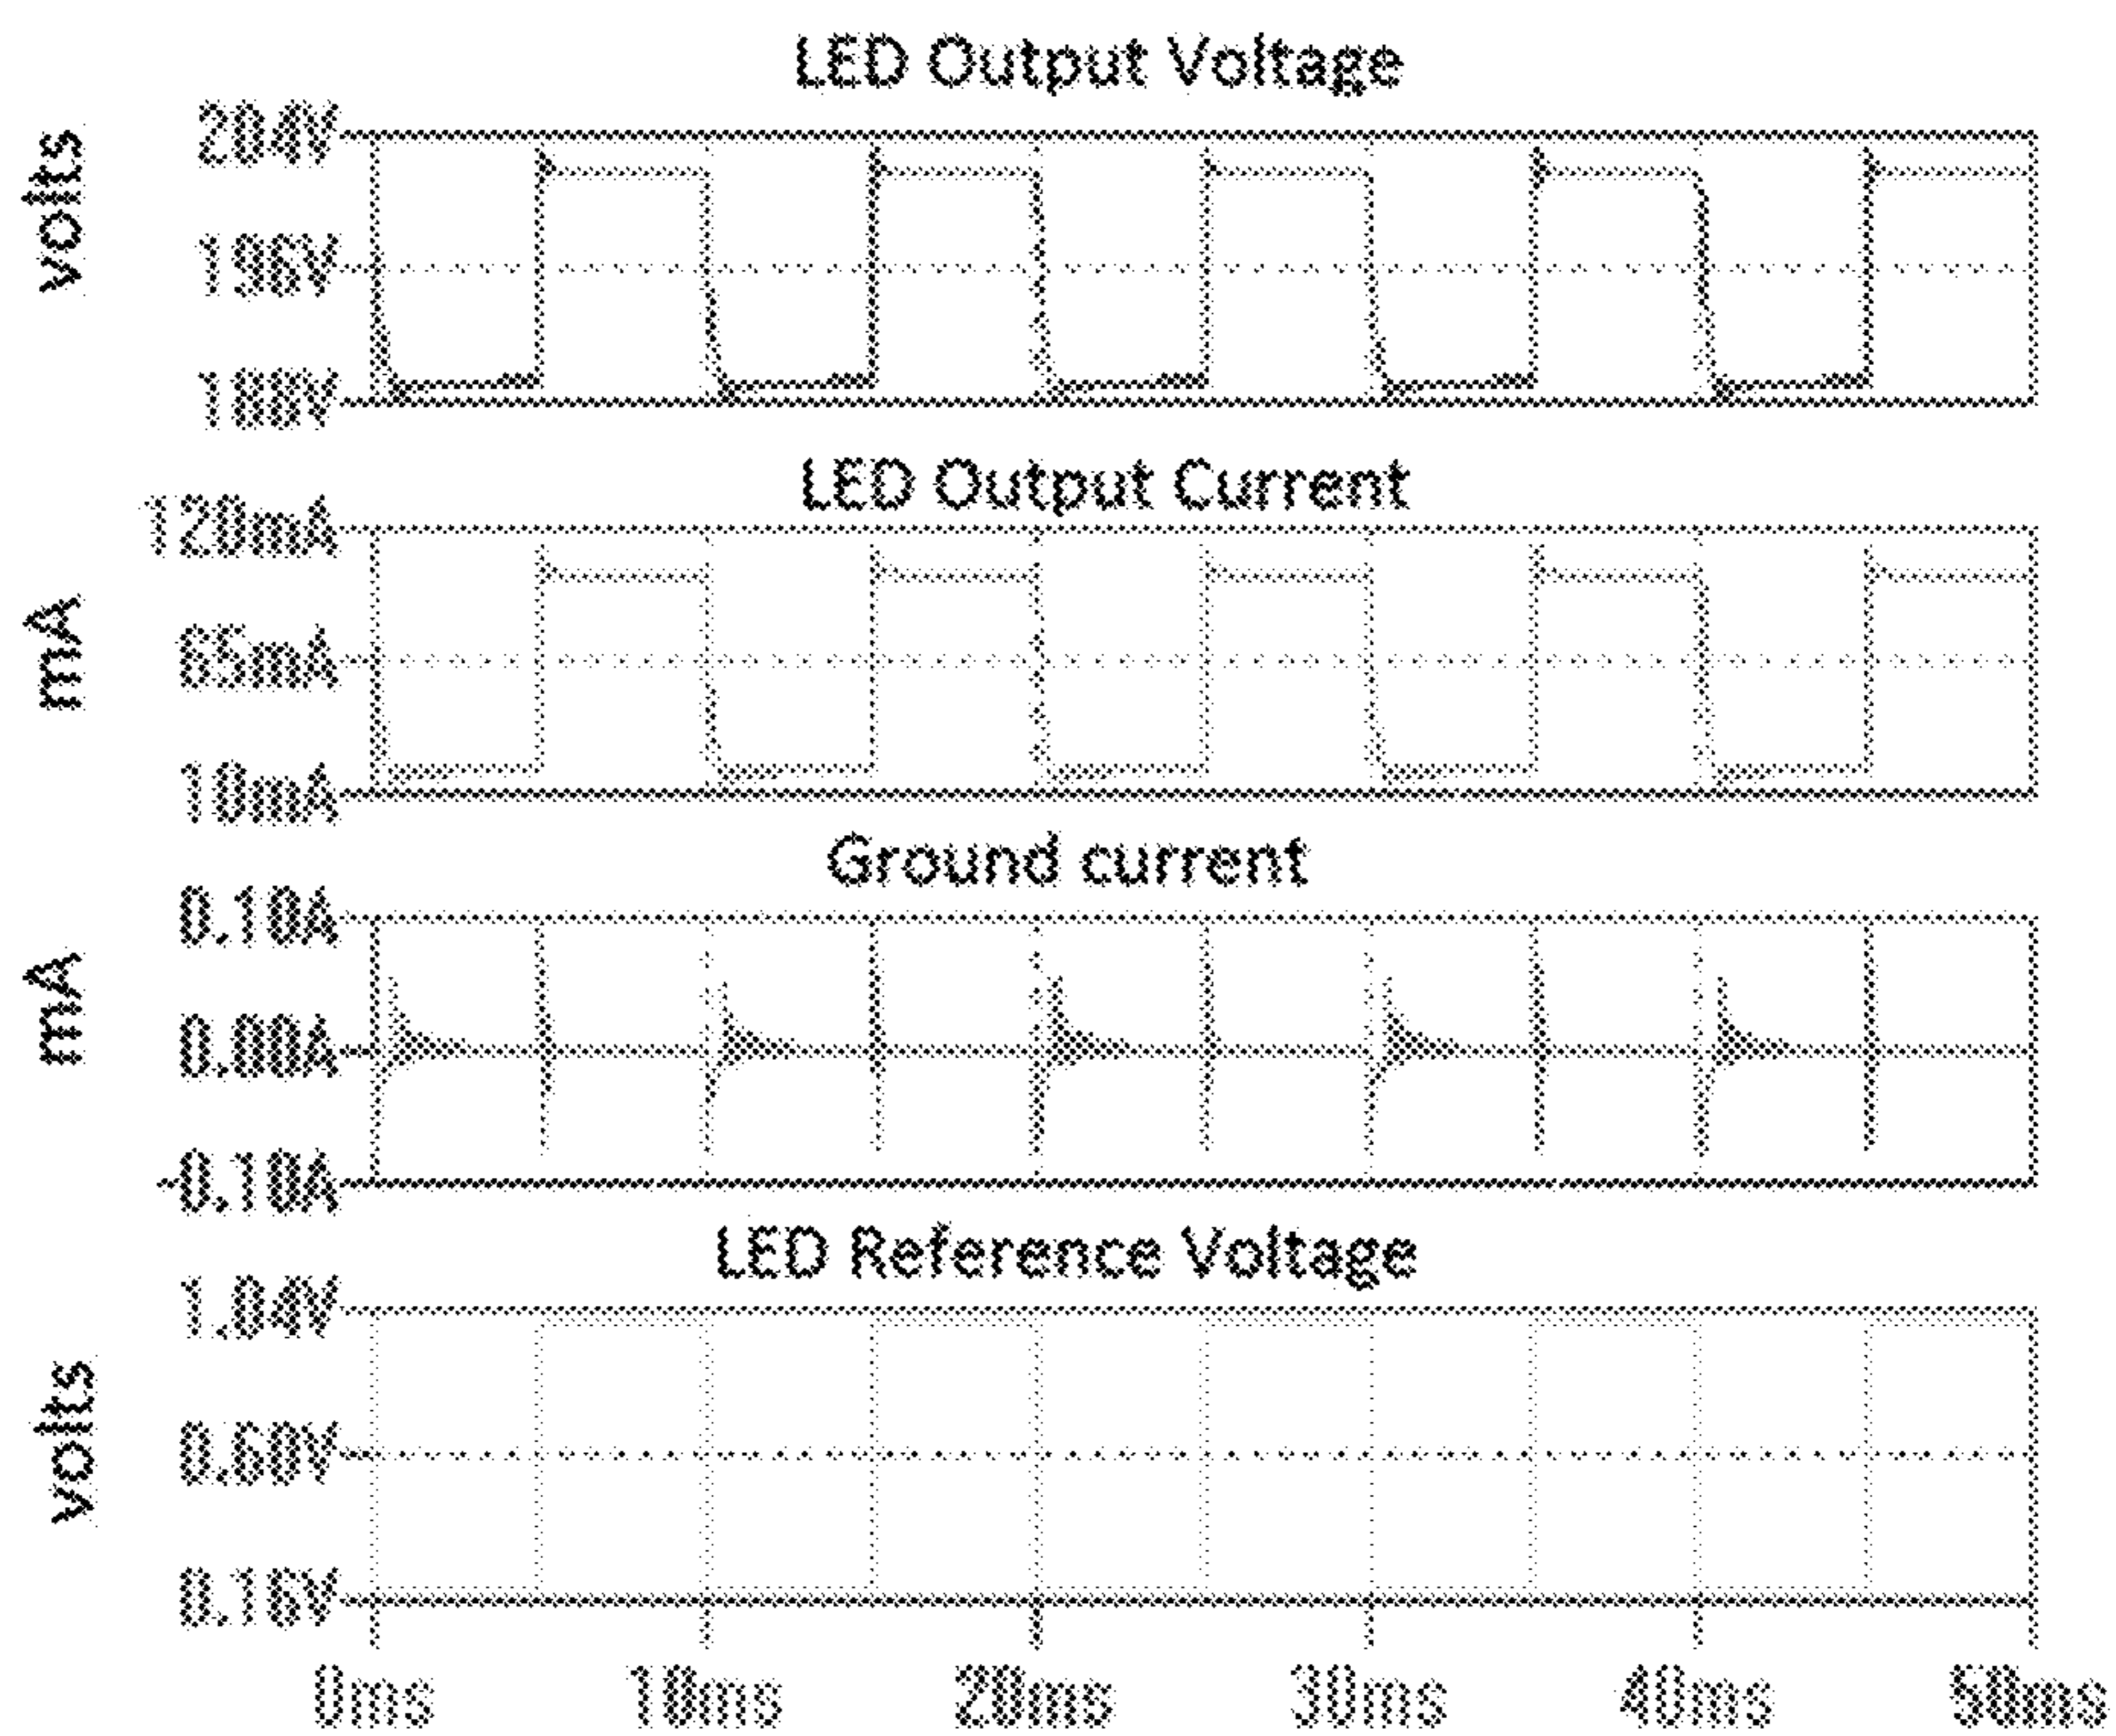 LED Output Voltage
volts
204V
196V
188V
LED Output Current
mA
120mA
65mA
10mA
Ground current
mA
0.10A
0.00A
-0.10A
LED Reference Voltage
volts
1.04V
0.60V
0.16V
0ms 10ms 20ms 30ms 40ms 50ms